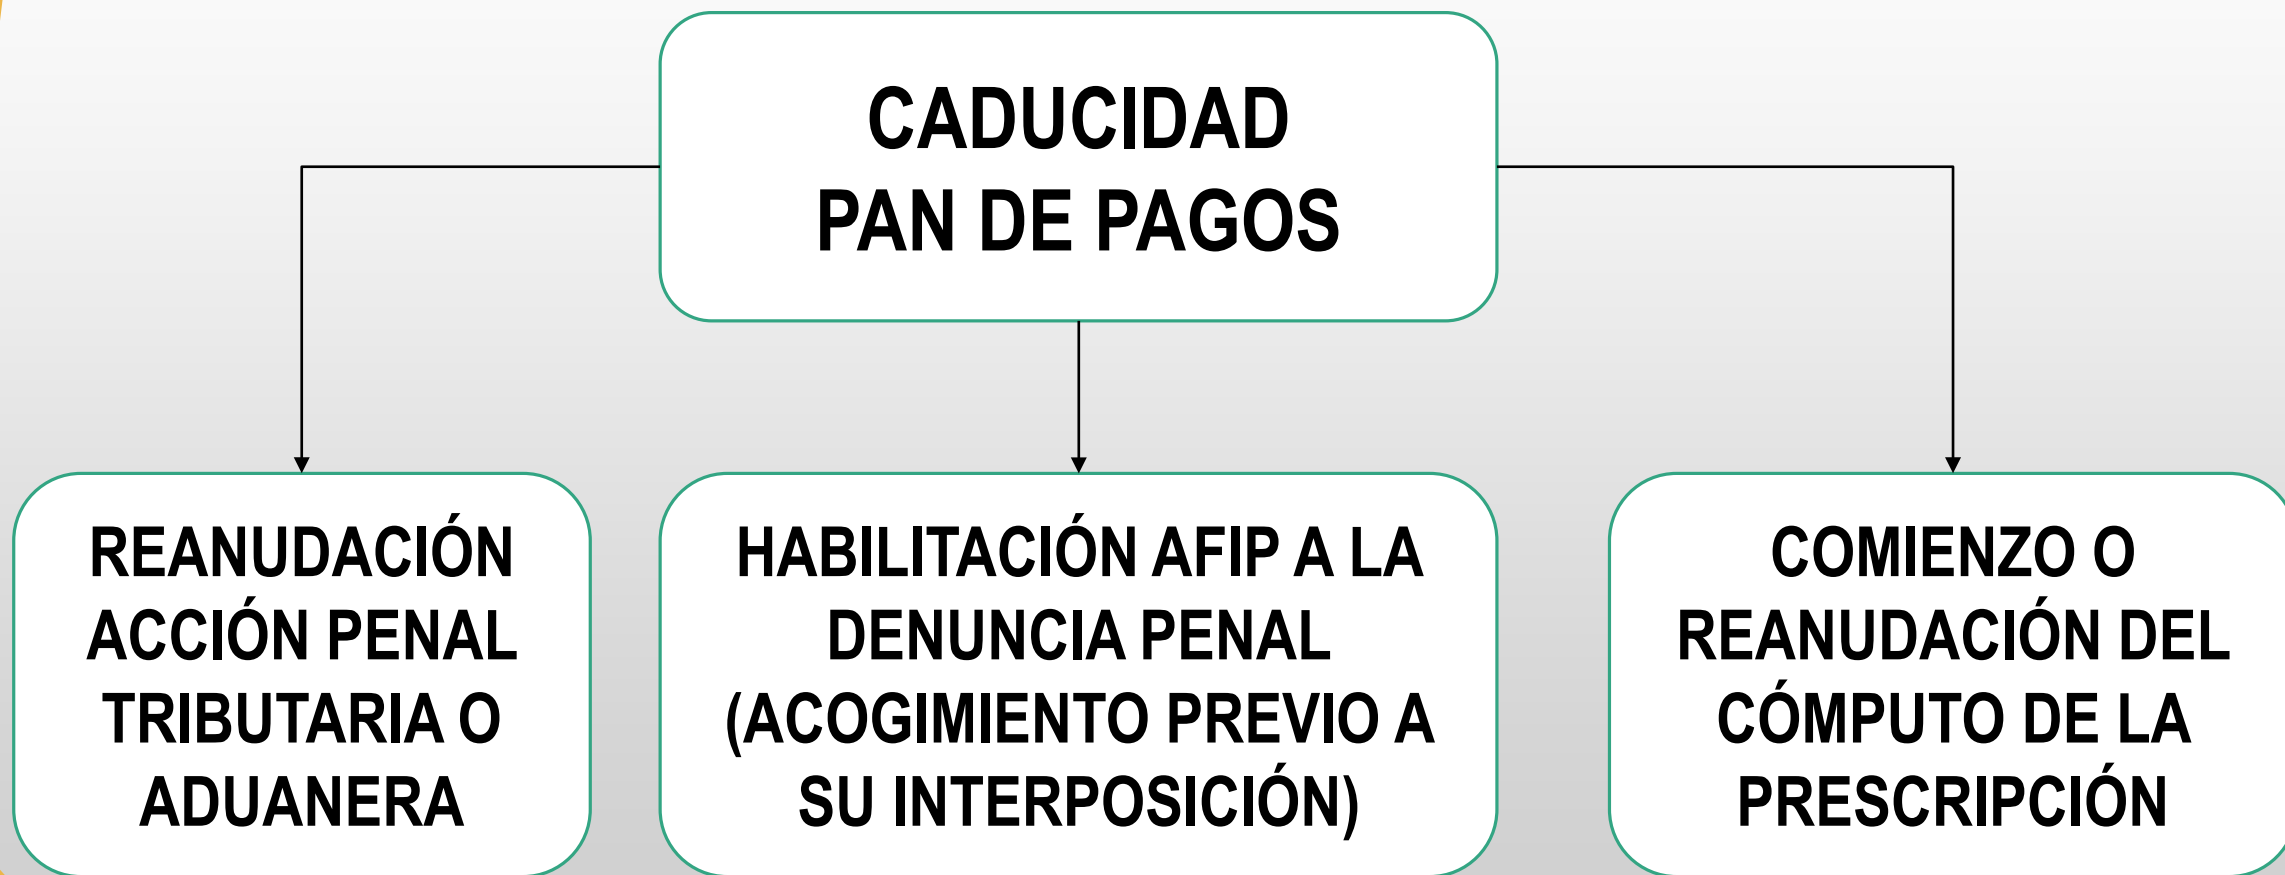 CADUCIDAD
PAN DE PAGOS
REANUDACIÓN
ACCIÓN PENAL
TRIBUTARIA O
ADUANERA
HABILITACIÓN AFIP A LA
DENUNCIA PENAL
(ACOGIMIENTO PREVIO A
SU INTERPOSICIÓN)
COMIENZO O
REANUDACIÓN DEL
CÓMPUTO DE LA
PRESCRIPCIÓN